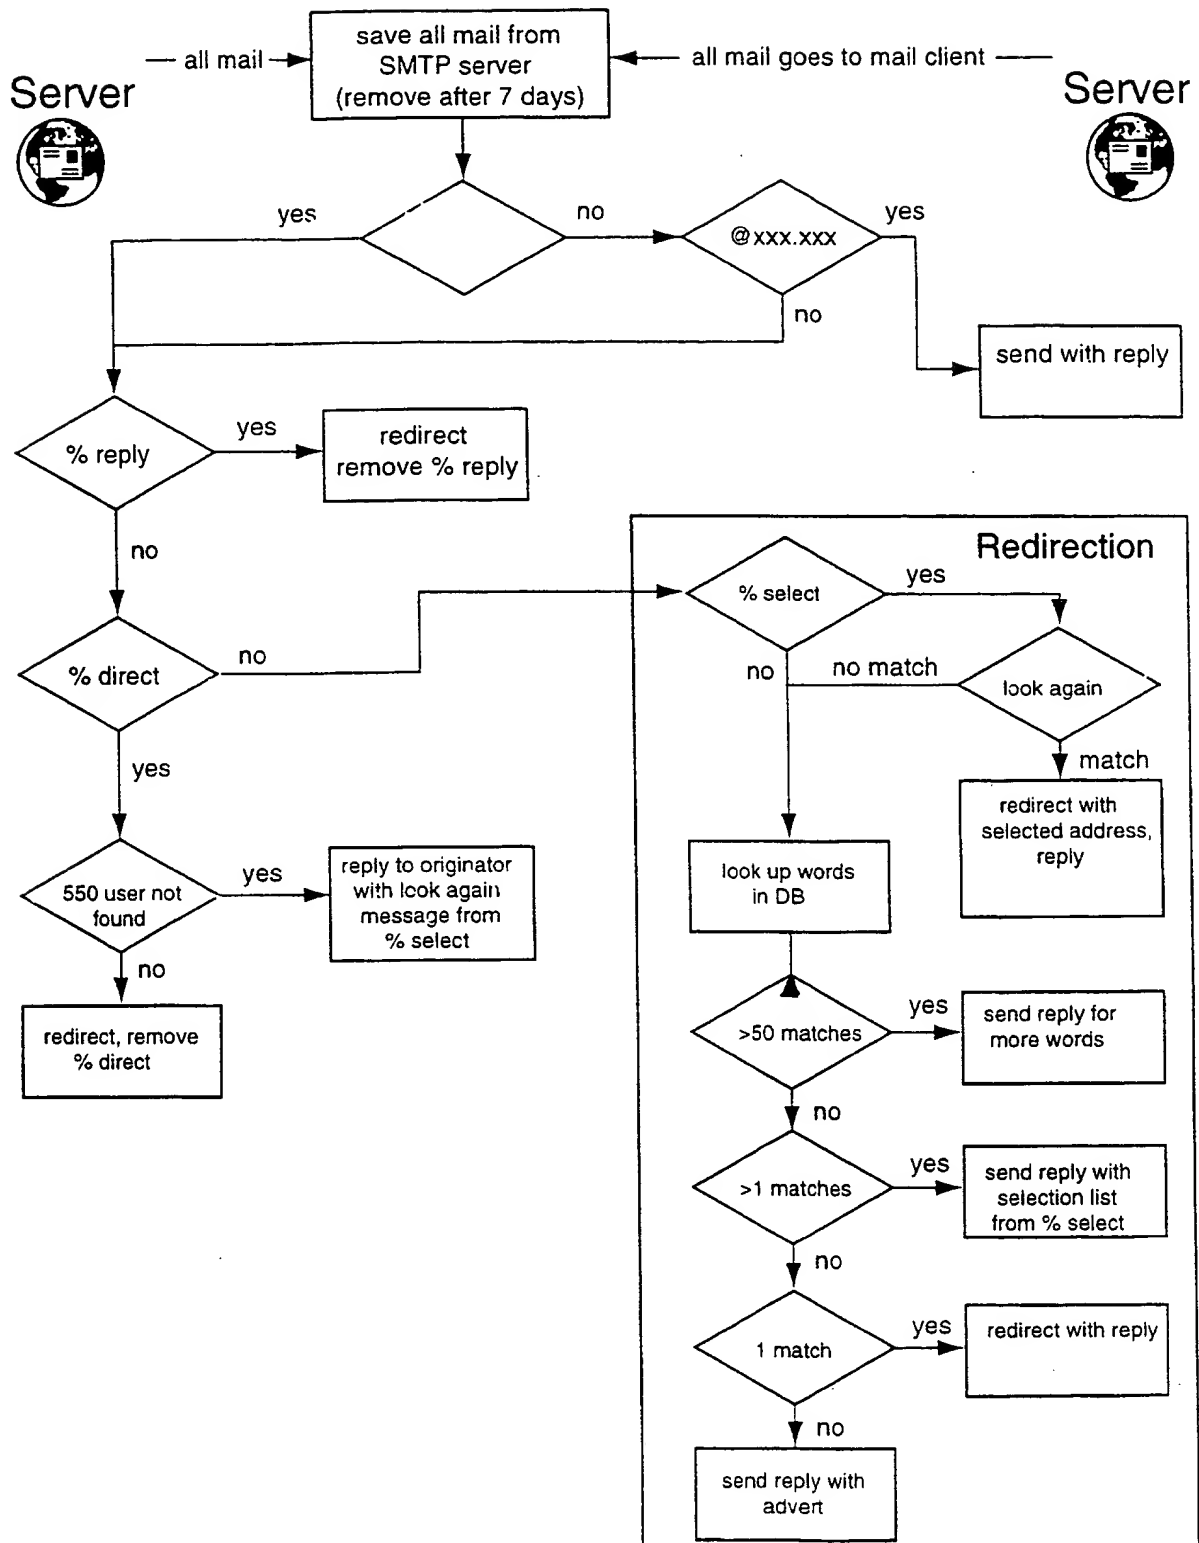 all mail
save all mail from
SMTP server
(remove after 7 days)
all mail goes to mail client
Server
Server
yes
no
@xxx.xxx
yes
no
send with reply
% reply
yes
redirect
remove % reply
no
Redirection
% select
yes
% direct
no
no
no match
look again
yes
match
redirect with
selected address,
reply
look up words
in DB
550 user not
found
yes
reply to originator
with look again
message from
% select
no
redirect, remove
% direct
>50 matches
yes
send reply for
more words
no
>1 matches
yes
send reply with
selection list
from % select
no
1 match
yes
redirect with reply
no
send reply with
advert